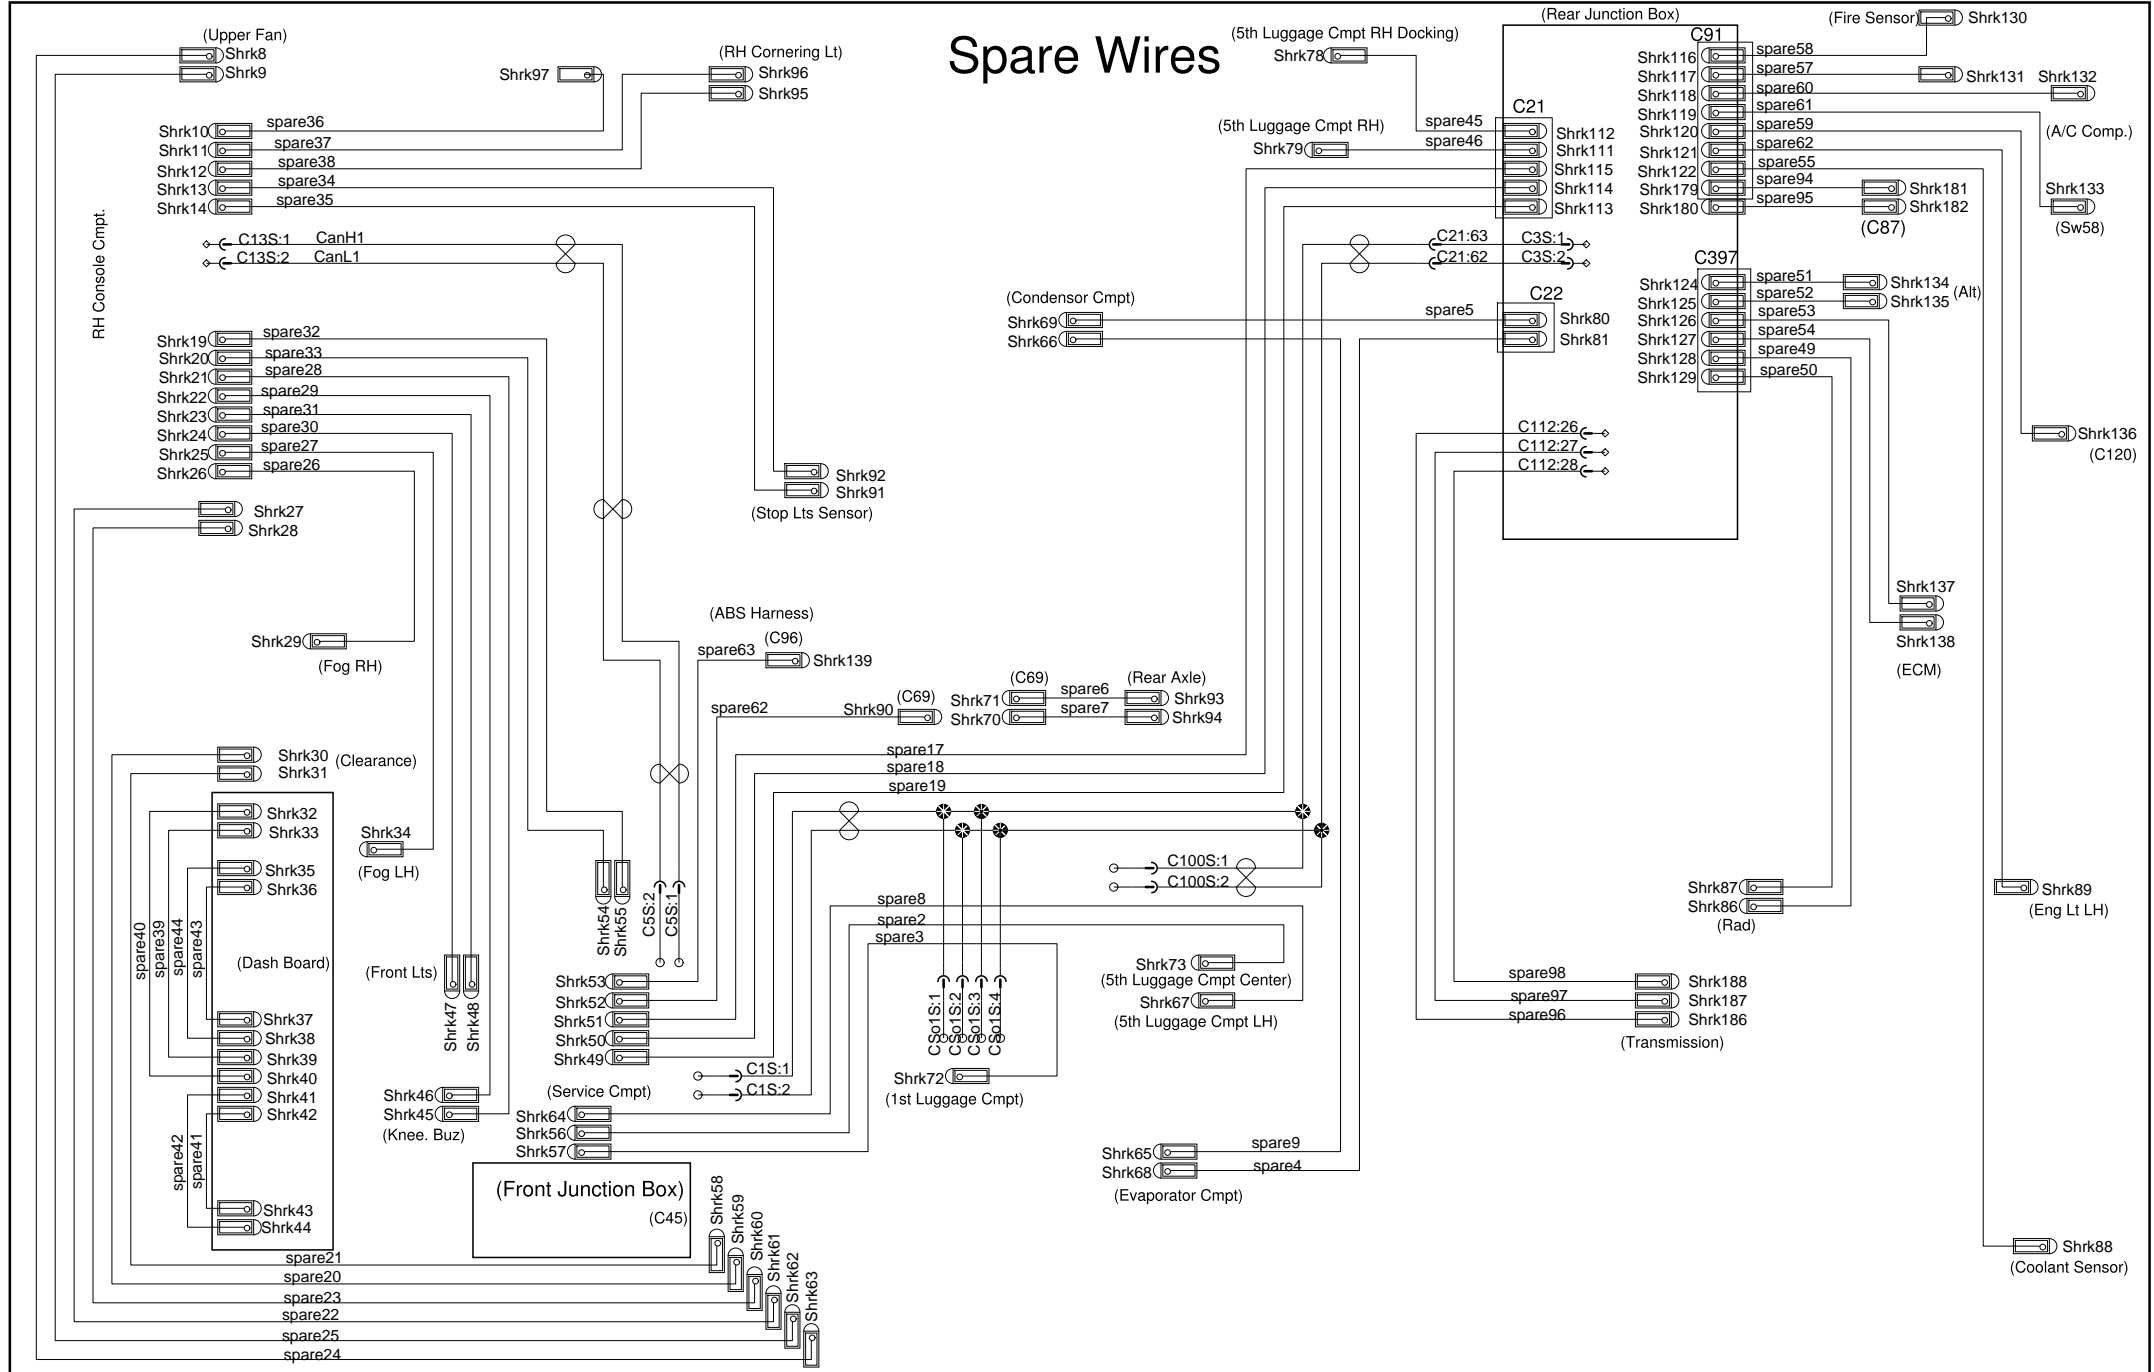 Spare Wires
(Upper Fan)
Shrk8
Shrk9
Shrk97
(RH Cornering Lt)
Shrk96
Shrk95
RH Console Cmpt.
Shrk10 spare36
Shrk11 spare37
Shrk12 spare38
Shrk13 spare34
Shrk14 spare35
C13S:1 CanH1
C13S:2 CanL1
Shrk19 spare32
Shrk20 spare33
Shrk21 spare28
Shrk22 spare29
Shrk23 spare31
Shrk24 spare30
Shrk25 spare27
Shrk26 spare26
Shrk27
Shrk28
Shrk92
Shrk91
(Stop Lts Sensor)
Shrk29
(Fog RH)
Shrk30
Shrk31
(Clearance)
Shrk32
Shrk33
Shrk35
Shrk36
(Dash Board)
spare40
spare39
spare44
spare43
Shrk37
Shrk38
Shrk39
Shrk40
Shrk41
Shrk42
spare42
spare41
Shrk43
Shrk44
Shrk34
(Fog LH)
(Front Lts)
Shrk47
Shrk48
Shrk46
Shrk45
(Knee. Buz)
spare21
spare20
spare23
spare22
spare25
spare24
(Front Junction Box)
(C45)
Shrk58
Shrk59
Shrk60
Shrk61
Shrk62
Shrk63
(ABS Harness)
(C96)
spare63
Shrk139
spare62
Shrk90
(C69)
Shrk71
Shrk70
(C69)
spare6
spare7
(Rear Axle)
Shrk93
Shrk94
spare17
spare18
spare19
Shrk54
Shrk55
C5S:2
C5S:1
Shrk53
Shrk52
Shrk51
Shrk50
Shrk49
(Service Cmpt)
Shrk64
Shrk56
Shrk57
C1S:1
C1S:2
spare8
spare2
spare3
CSo1S:1
CSo1S:2
CSo1S:3
CSo1S:4
Shrk72
(1st Luggage Cmpt)
C100S:1
C100S:2
Shrk73
(5th Luggage Cmpt Center)
Shrk67
(5th Luggage Cmpt LH)
Shrk65 spare9
Shrk68 spare4
(Evaporator Cmpt)
(Condensor Cmpt)
Shrk69
Shrk66
spare5
(5th Luggage Cmpt RH Docking)
Shrk78
(5th Luggage Cmpt RH)
Shrk79
spare45
spare46
(Rear Junction Box)
C21
Shrk112
Shrk111
Shrk115
Shrk114
Shrk113
C21:63 C3S:1
C21:62 C3S:2
C22
Shrk80
Shrk81
C112:26
C112:27
C112:28
C91
Shrk116 spare58
Shrk117 spare57
Shrk118 spare60
Shrk119 spare61
Shrk120 spare59
Shrk121 spare62
Shrk122 spare55
Shrk179 spare94
Shrk180 spare95
C397
Shrk124 spare51
Shrk125 spare52
Shrk126 spare53
Shrk127 spare54
Shrk128 spare49
Shrk129 spare50
(Fire Sensor)
Shrk130
Shrk131
Shrk132
(A/C Comp.)
Shrk181
Shrk182
(C87)
Shrk133
(Sw58)
Shrk134
Shrk135
(Alt)
Shrk136
(C120)
Shrk137
Shrk138
(ECM)
Shrk87
Shrk86
(Rad)
Shrk89
(Eng Lt LH)
spare98
spare97
spare96
Shrk188
Shrk187
Shrk186
(Transmission)
Shrk88
(Coolant Sensor)